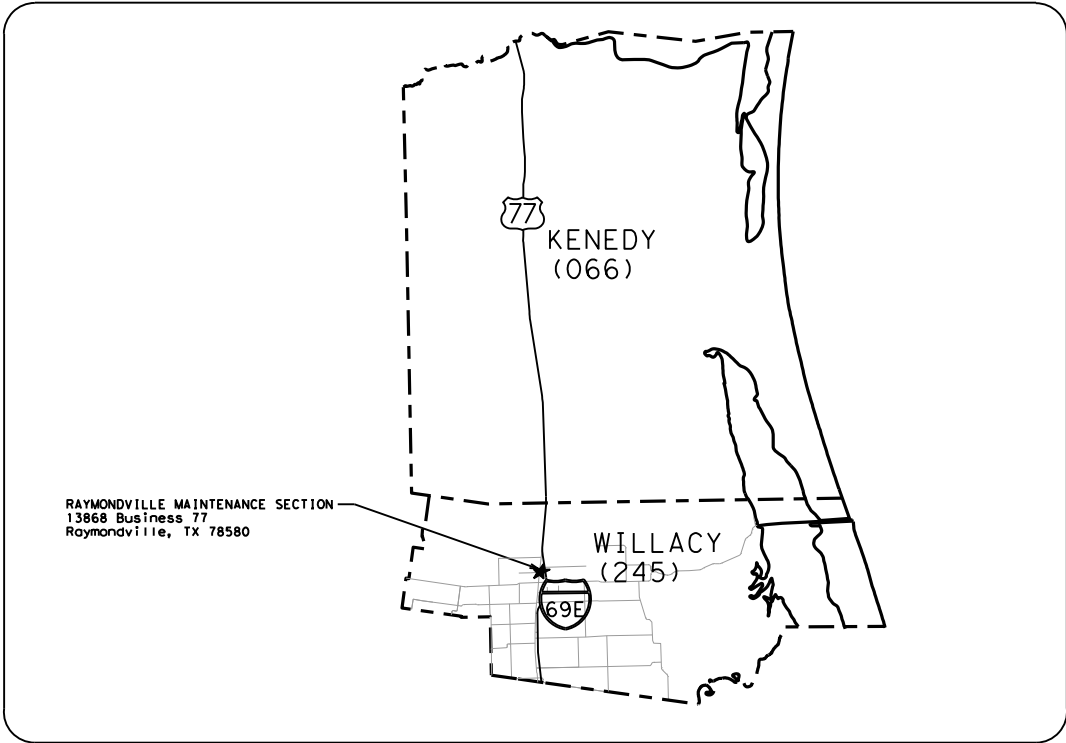 77
KENEDY
(066)
RAYMONDVILLE MAINTENANCE SECTION
13868 Business 77
Raymondville, TX 78580
WILLACY
(245)
69E